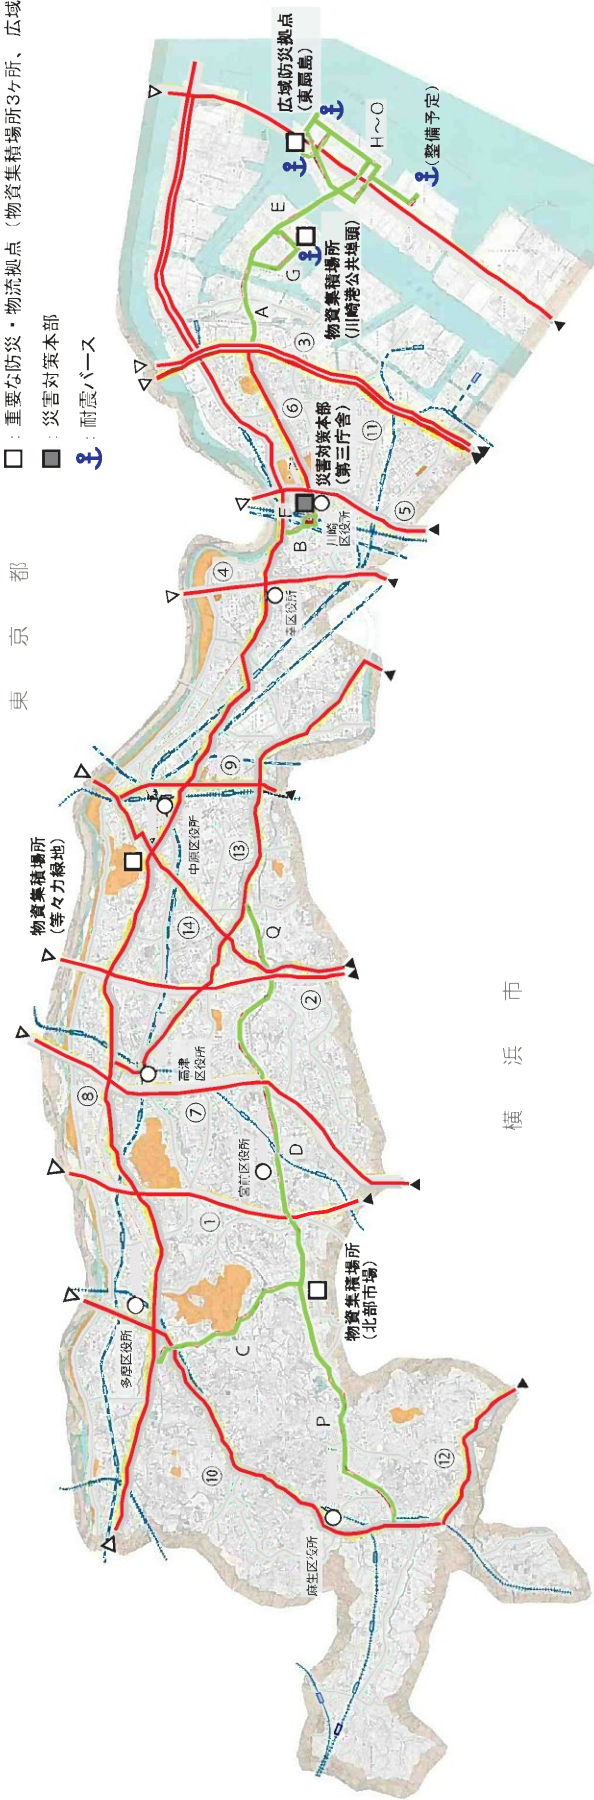 □：重要な防災・物流拠点（物資集積場所3ヶ所、広域
■：災害対策本部
⚓：耐震バース
東京都
横浜市
広域防災拠点
（東扇島）
H～O
（整備予定）
E
G
A
物資集積場所
（川崎港公共埠頭）
③
⑥
⑪
災害対策本部
（第三庁舎）
川崎
区役所
⑤
F
B
④
幸区役所
⑨
中原区役所
⑬
物資集積場所
（等々力緑地）
⑭
Q
②
高津
区役所
⑧
⑦
宮前区役所
D
①
物資集積場所
（北部市場）
多摩区役所
C
P
⑩
⑫
麻生区役所